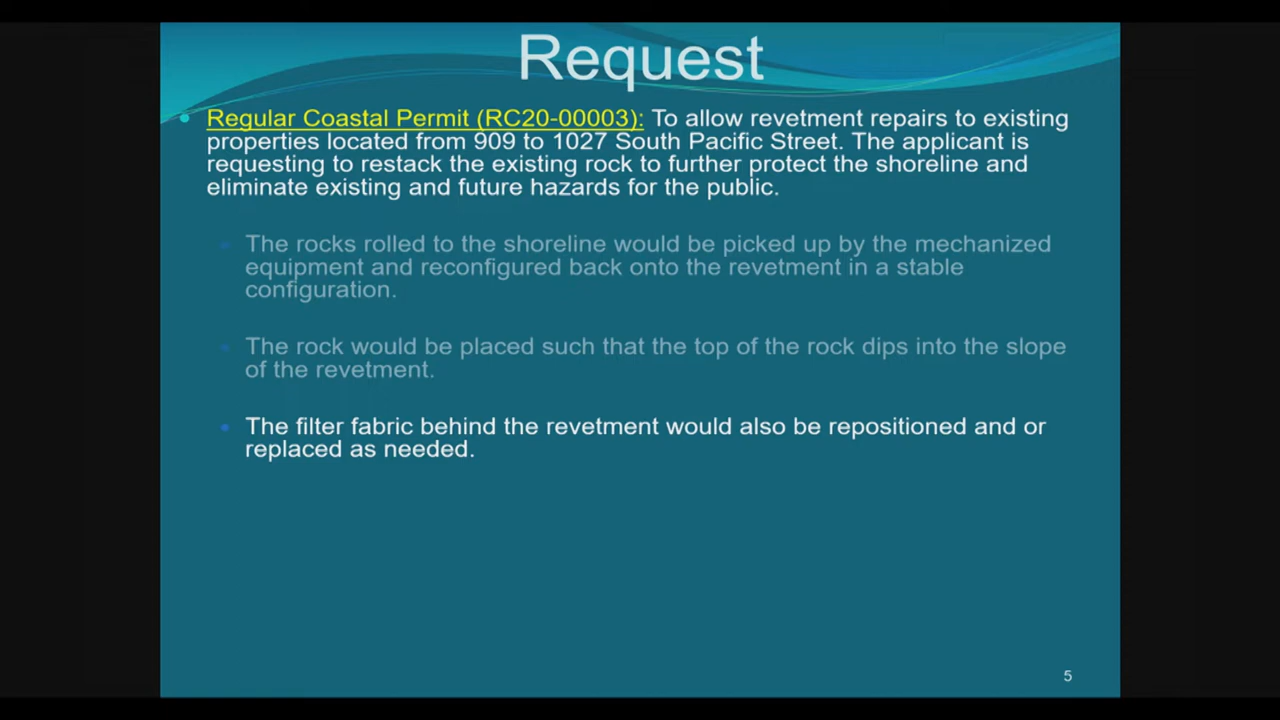 Request
Regular Coastal Permit (RC20-00003): To allow revetment repairs to existing
properties located from 909 to 1027 South Pacific Street. The applicant is
requesting to restack the existing rock to further protect the shoreline and
eliminate existing and future hazards for the public.
The rocks rolled to the shoreline would be picked up by the mechanized
equipment and reconfigured back onto the revetment in a stable
configuration.
The rock would be placed such that the top of the rock dips into the slope
of the revetment.
The filter fabric behind the revetment would also be repositioned and or
replaced as needed.
5